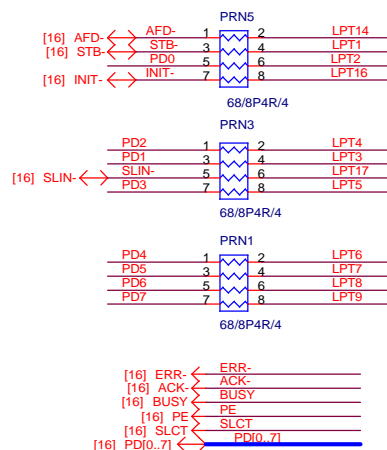 PRN5
[16] AFD- AFD- 1 2 LPT14
[16] STB- STB- 3 4 LPT1
PD0 5 6 LPT2
[16] INIT- INIT- 7 8 LPT16
68/8P4R/4
PRN3
PD2 1 2 LPT4
PD1 3 4 LPT3
[16] SLIN- SLIN- 5 6 LPT17
PD3 7 8 LPT5
68/8P4R/4
PRN1
PD4 1 2 LPT6
PD5 3 4 LPT7
PD6 5 6 LPT8
PD7 7 8 LPT9
68/8P4R/4
[16] ERR- ERR-
[16] ACK- ACK-
[16] BUSY BUSY
[16] PE PE
[16] SLCT SLCT
[16] PD[0..7] PD[0..7]